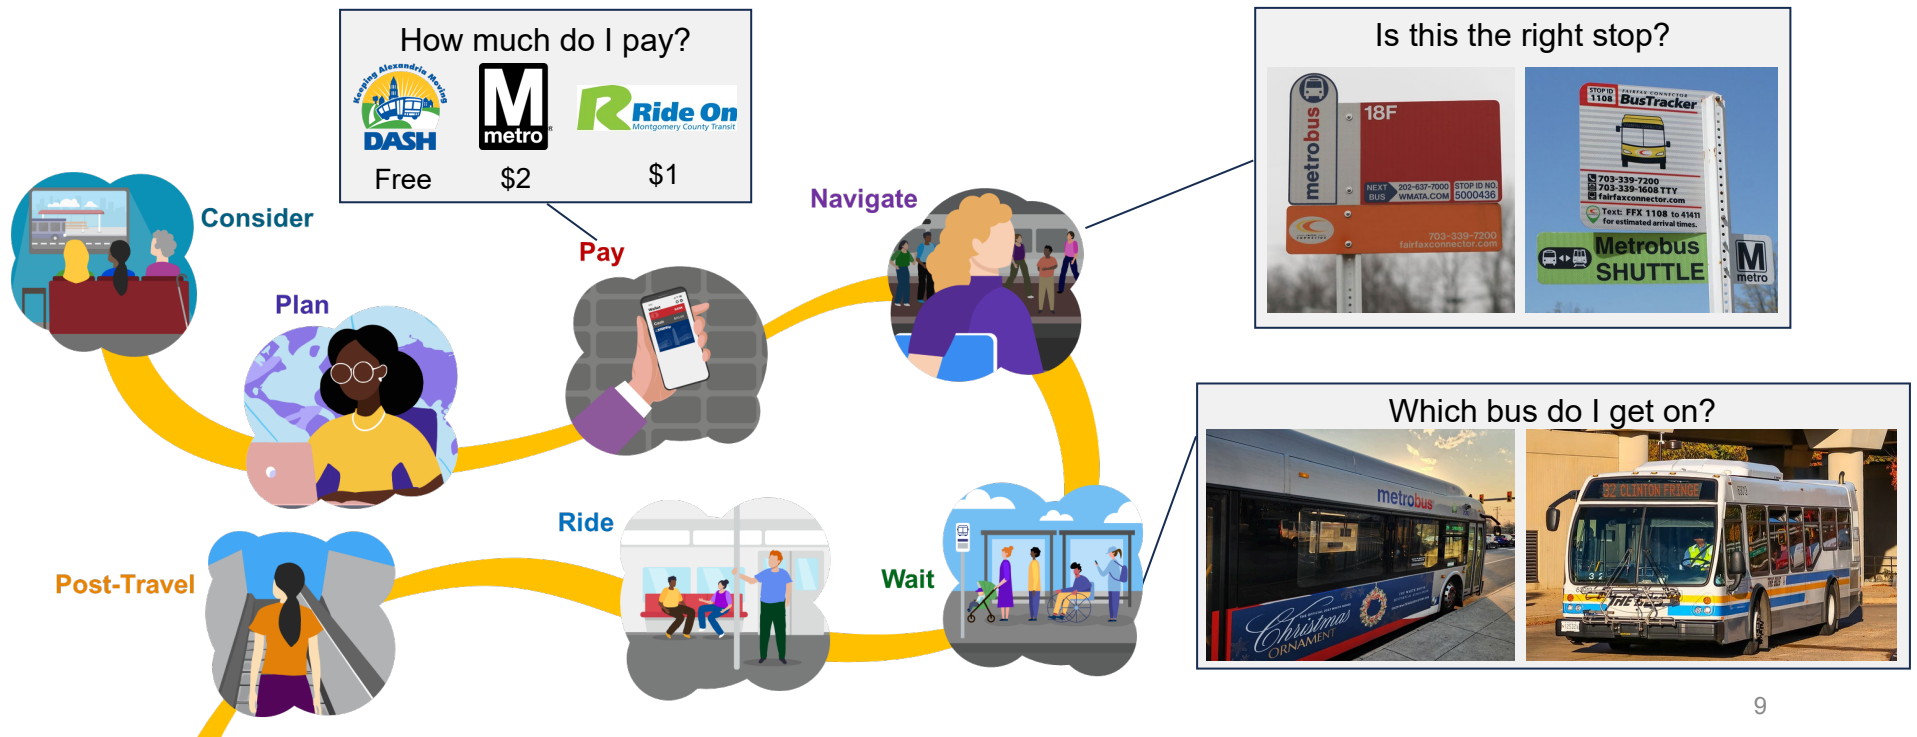 How much do I pay?
Keeping Alexandria Moving
DASH
M
metro
Ride On
Montgomery County Transit
Free
$2
$1
Is this the right stop?
metrobus
18F
NEXT BUS
202-637-7000
WMATA.COM
STOP ID NO.
5000436
703-339-7200
fairfaxconnector.com
STOP ID
1108
FAIRFAX CONNECTOR
BusTracker
703-339-7200
703-339-1608 TTY
fairfaxconnector.com
Text: FFX 1108 to 41411
for estimated arrival times.
Metrobus
SHUTTLE
M
metro
Consider
Plan
Pay
Navigate
Which bus do I get on?
metrobus
Christmas
ORNAMENT
32 CLINTON FRINGE
THE BUS
Wait
Ride
Post-Travel
9